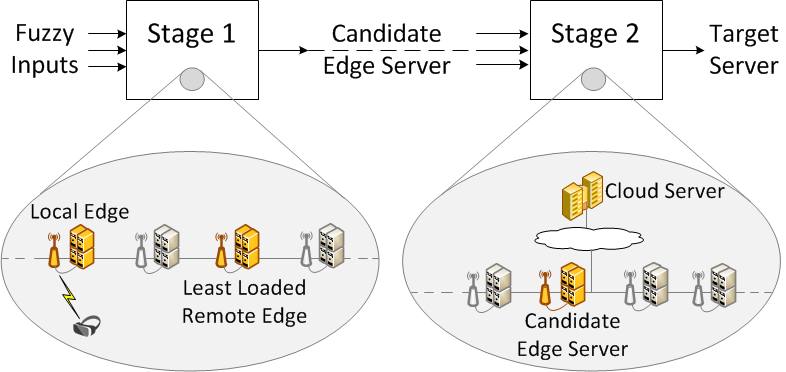 Fuzzy
Inputs
Stage 1
Candidate
Edge Server
Stage 2
Target
Server
Local Edge
Least Loaded
Remote Edge
Cloud Server
Candidate
Edge Server